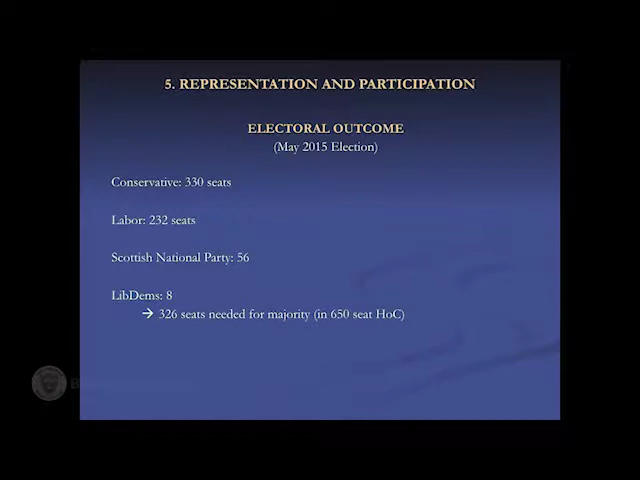 5. REPRESENTATION AND PARTICIPATION
ELECTORAL OUTCOME
(May 2015 Election)
Conservative: 330 seats
Labor: 232 seats
Scottish National Party: 56
LibDems: 8
→ 326 seats needed for majority (in 650 seat HoC)